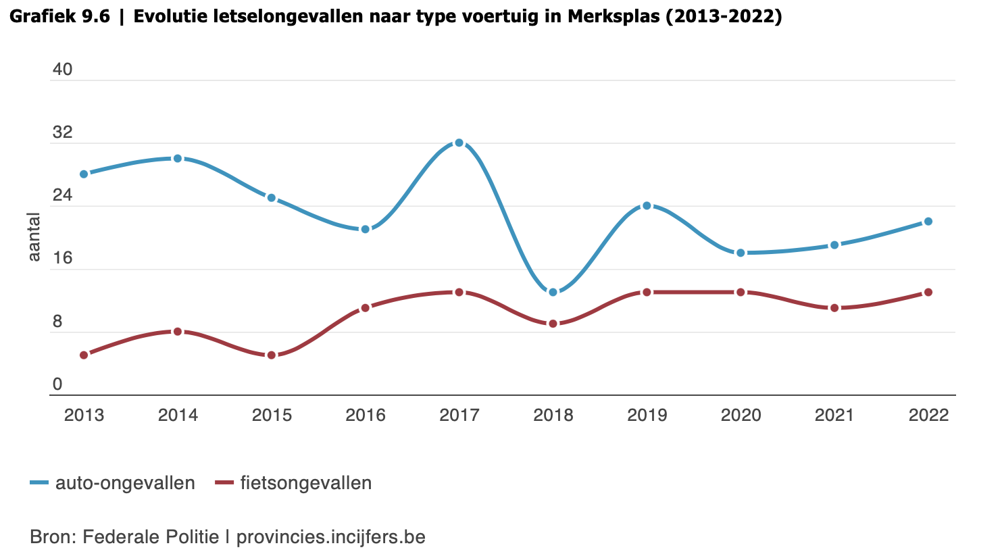 Grafiek 9.6 | Evolutie letselongevallen naar type voertuig in Merksplas (2013-2022)
40
32
24
16
8
0
aantal
2013 2014 2015 2016 2017 2018 2019 2020 2021 2022
auto-ongevallen fietsongevallen
Bron: Federale Politie | provincies.incijfers.be